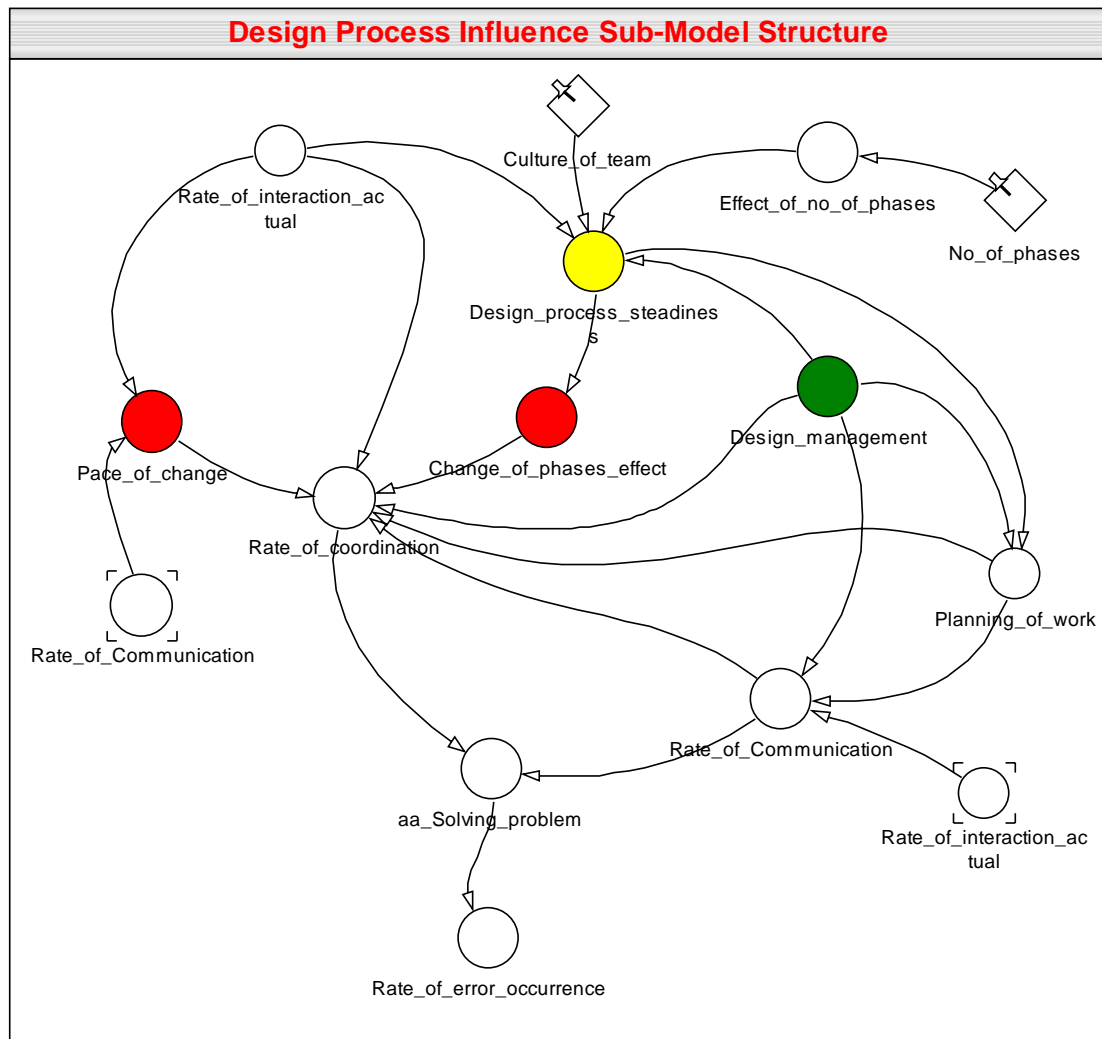 Design Process Influence Sub-Model Structure
Culture_of_team
Rate_of_interaction_ac
tual
Effect_of_no_of_phases
No_of_phases
Design_process_steadines
s
Design_management
Pace_of_change
Change_of_phases_effect
Rate_of_coordination
Planning_of_work
Rate_of_Communication
Rate_of_Communication
aa_Solving_problem
Rate_of_interaction_ac
tual
Rate_of_error_occurrence